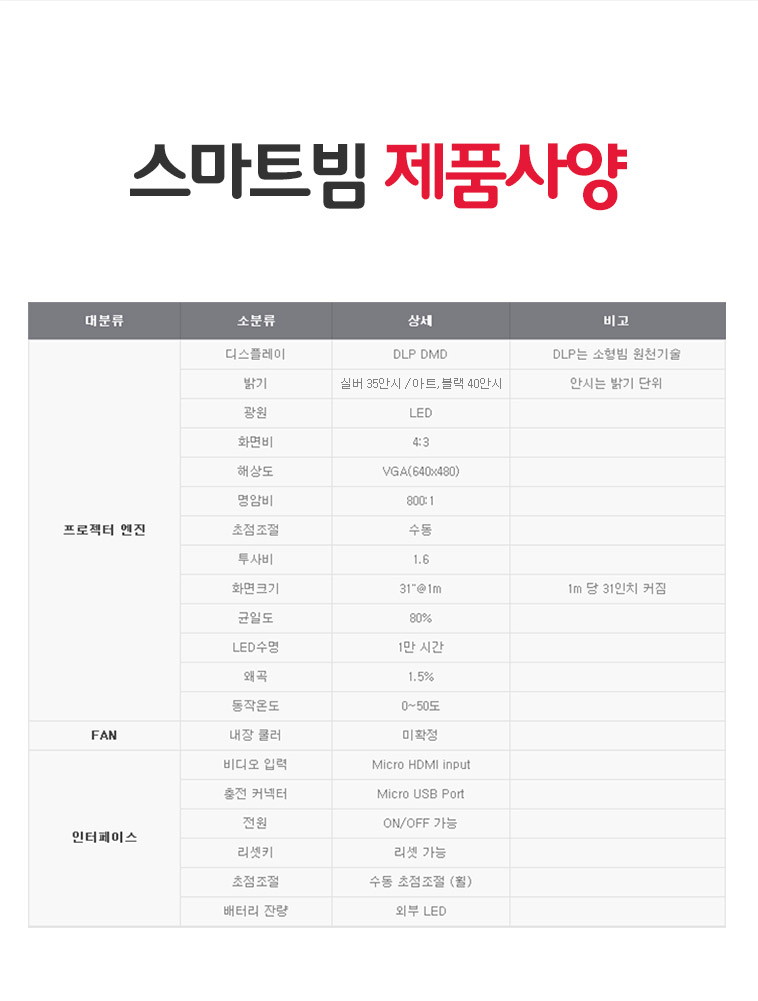 스마트빔 제품사양
대분류 소분류 상세 비고
프로젝터 엔진 디스플레이 DLP DMD DLP는 소형빔 원천기술
밝기 실버 35안시 /아트,블랙 40안시 안시는 밝기 단위
광원 LED
화면비 4:3
해상도 VGA(640x480)
명암비 800:1
초점조절 수동
투사비 1.6
화면크기 31"@1m 1m 당 31인치 커짐
균일도 80%
LED수명 1만 시간
왜곡 1.5%
동작온도 0~50도
FAN 내장 쿨러 미확정
인터페이스 비디오 입력 Micro HDMI input
충전 커넥터 Micro USB Port
전원 ON/OFF 가능
리셋키 리셋 가능
초점조절 수동 초점조절 (휠)
배터리 잔량 외부 LED